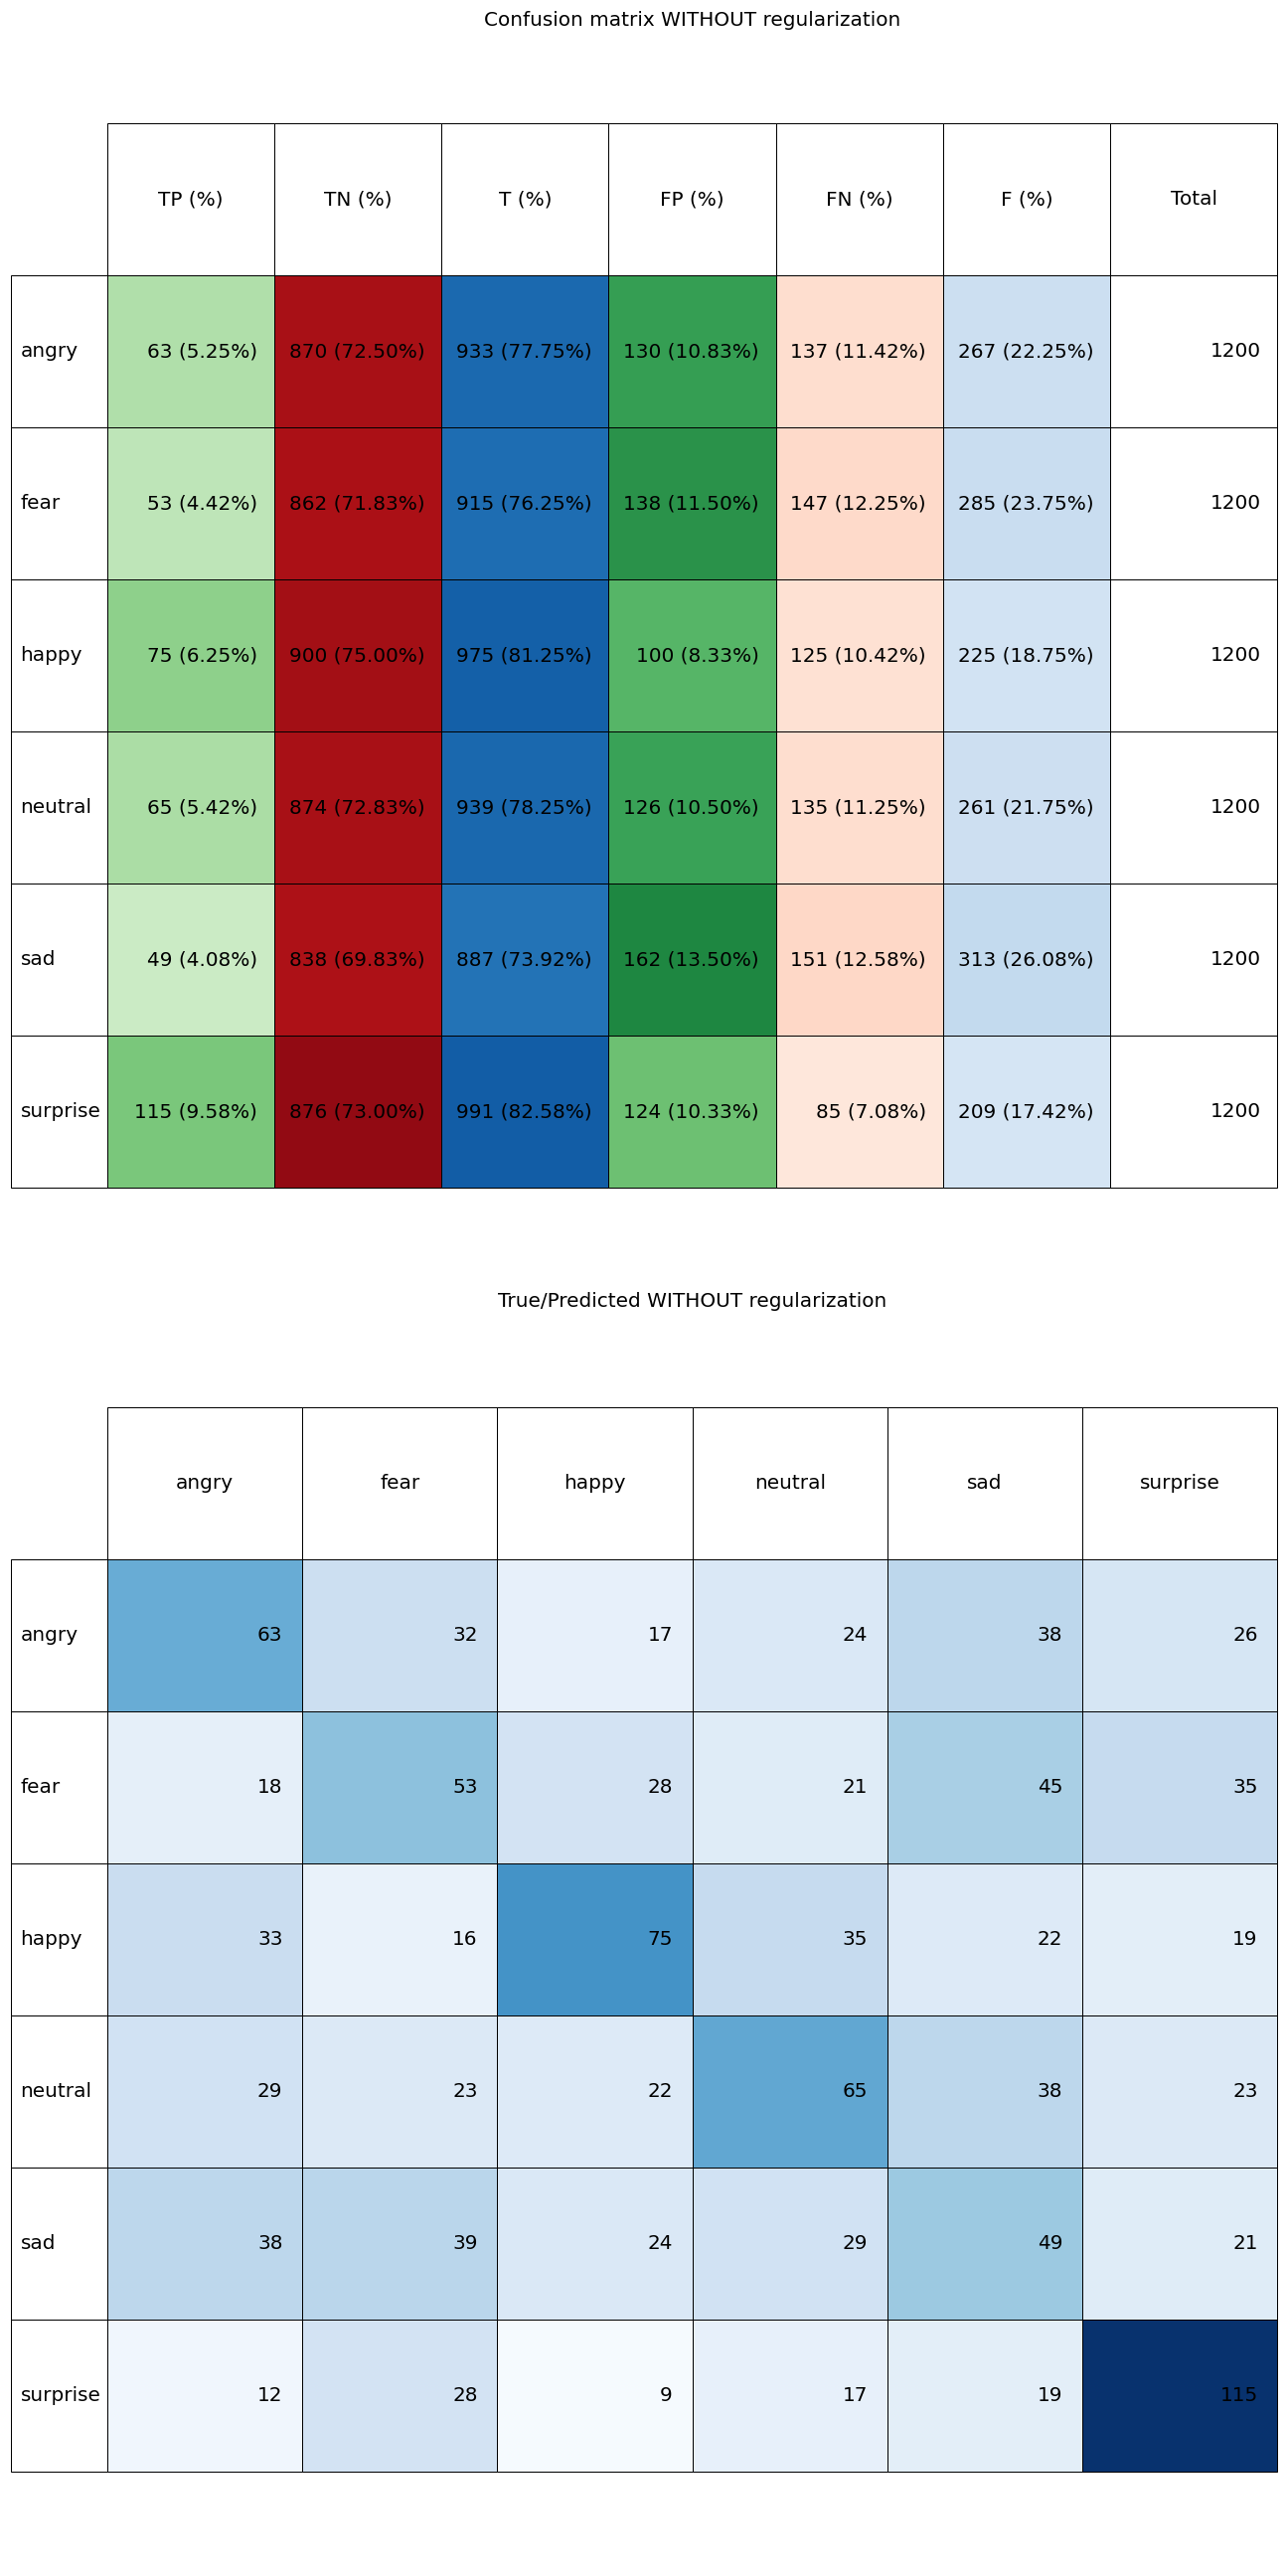 Confusion matrix WITHOUT regularization
TP (%) TN (%) T (%) FP (%) FN (%) F (%) Total
angry 63 (5.25%) 870 (72.50%) 933 (77.75%) 130 (10.83%) 137 (11.42%) 267 (22.25%) 1200
fear 53 (4.42%) 862 (71.83%) 915 (76.25%) 138 (11.50%) 147 (12.25%) 285 (23.75%) 1200
happy 75 (6.25%) 900 (75.00%) 975 (81.25%) 100 (8.33%) 125 (10.42%) 225 (18.75%) 1200
neutral 65 (5.42%) 874 (72.83%) 939 (78.25%) 126 (10.50%) 135 (11.25%) 261 (21.75%) 1200
sad 49 (4.08%) 838 (69.83%) 887 (73.92%) 162 (13.50%) 151 (12.58%) 313 (26.08%) 1200
surprise 115 (9.58%) 876 (73.00%) 991 (82.58%) 124 (10.33%) 85 (7.08%) 209 (17.42%) 1200
True/Predicted WITHOUT regularization
angry fear happy neutral sad surprise
angry 63 32 17 24 38 26
fear 18 53 28 21 45 35
happy 33 16 75 35 22 19
neutral 29 23 22 65 38 23
sad 38 39 24 29 49 21
surprise 12 28 9 17 19 115